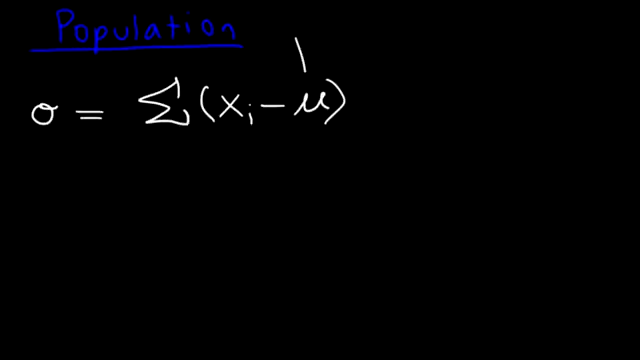 Population
σ = Σ(xᵢ - μ)